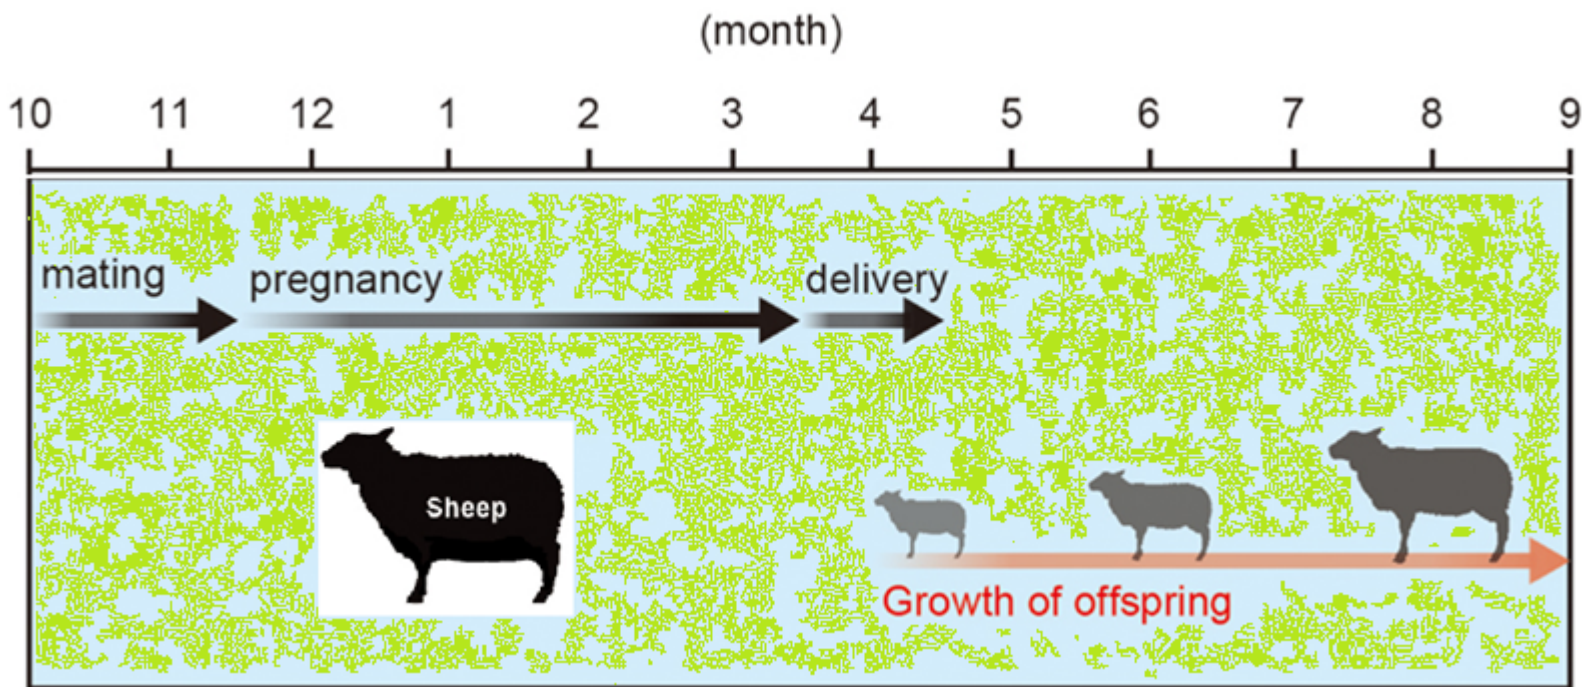 (month)
10 11 12 1 2 3 4 5 6 7 8 9
mating pregnancy delivery
Sheep
Growth of offspring